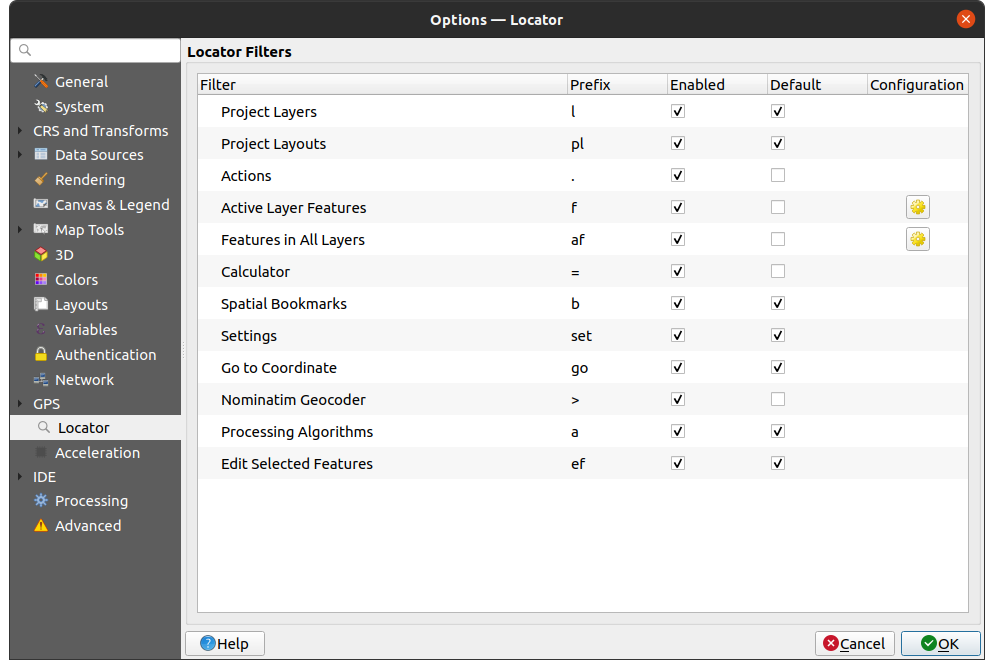 Options — Locator
Locator Filters
General
System
CRS and Transforms
Data Sources
Rendering
Canvas & Legend
Map Tools
3D
Colors
Layouts
Variables
Authentication
Network
GPS
Locator
Acceleration
IDE
Processing
Advanced
Filter Prefix Enabled Default Configuration
Project Layers l
Project Layouts pl
Actions .
Active Layer Features f
Features in All Layers af
Calculator =
Spatial Bookmarks b
Settings set
Go to Coordinate go
Nominatim Geocoder >
Processing Algorithms a
Edit Selected Features ef
Help Cancel OK